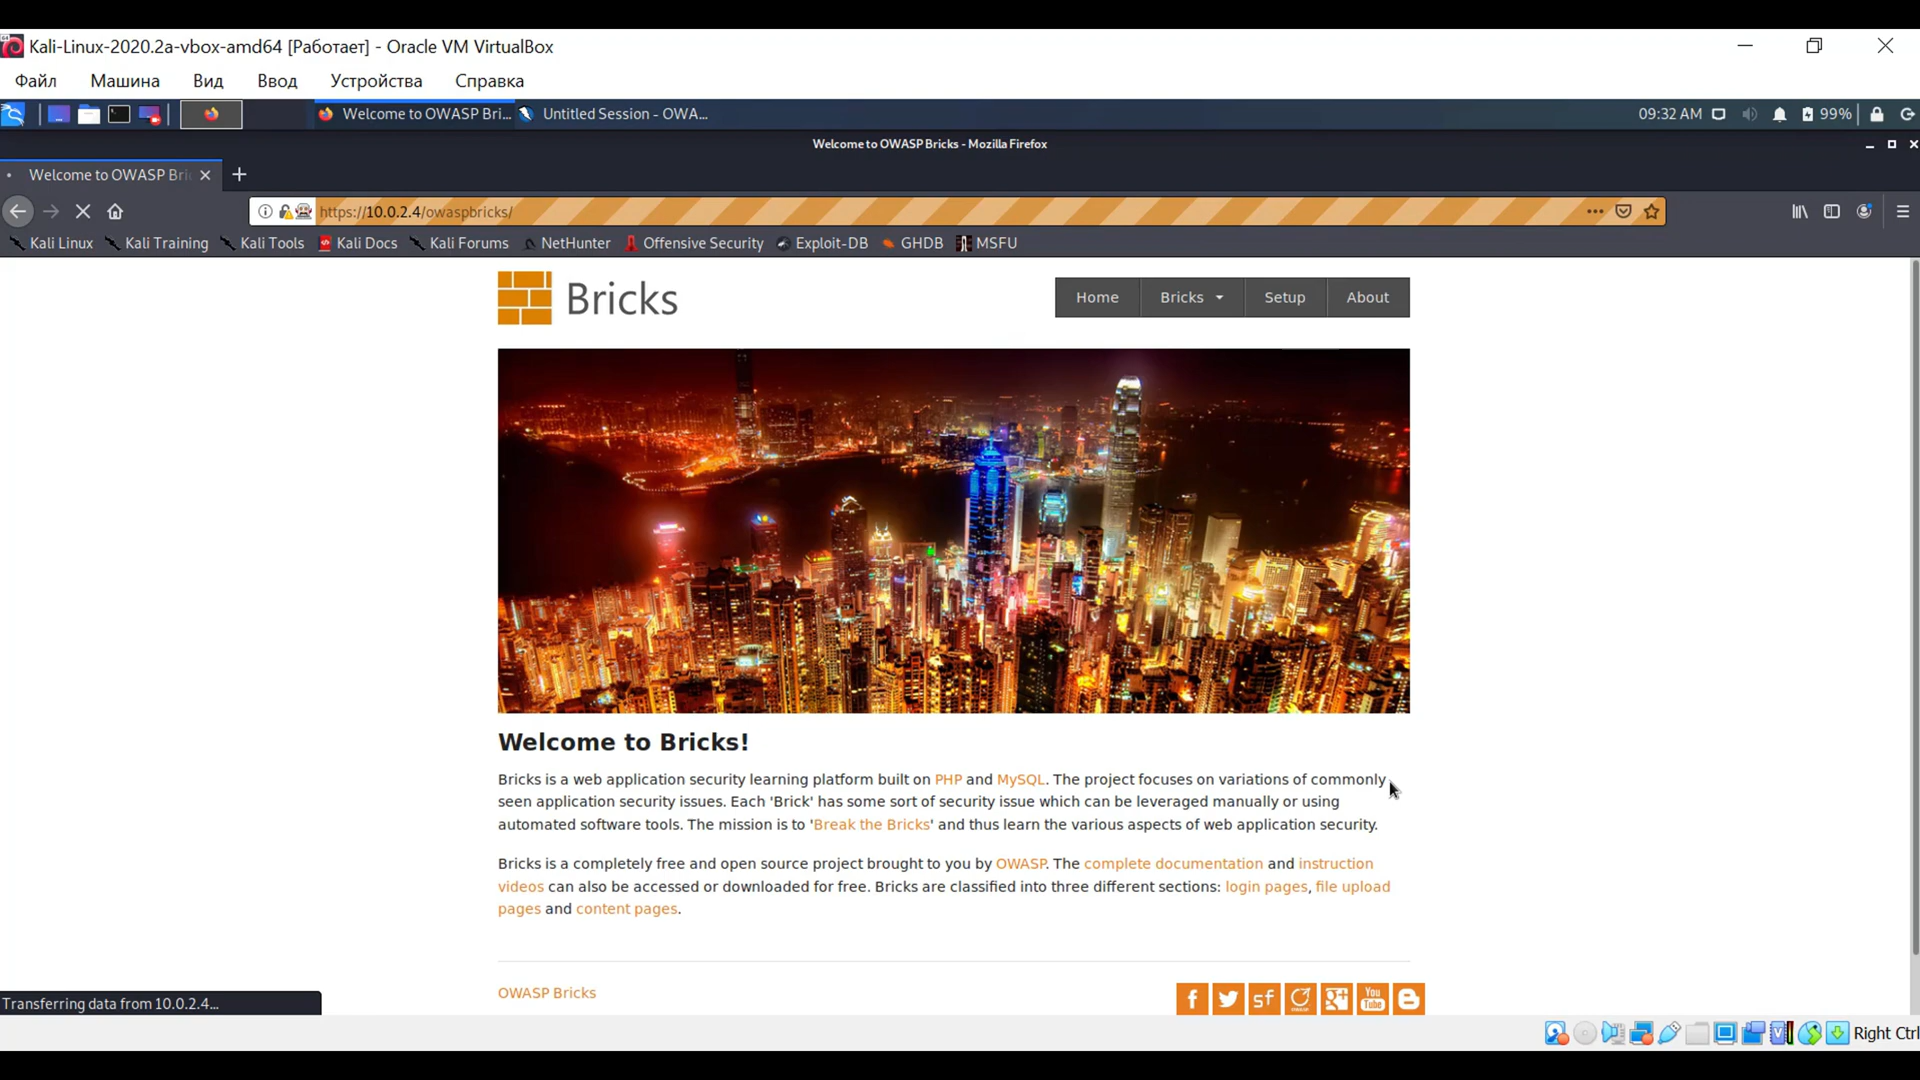 Kali-Linux-2020.2a-vbox-amd64 [Работает] - Oracle VM VirtualBox
Файл Машина Вид Ввод Устройства Справка
Welcome to OWASP Bri... Untitled Session - OWA... 09:32 AM 99%
Welcome to OWASP Bricks - Mozilla Firefox
Welcome to OWASP Bri
https://10.0.2.4/owaspbricks/
Kali Linux Kali Training Kali Tools Kali Docs Kali Forums NetHunter Offensive Security Exploit-DB GHDB MSFU
Bricks
Home Bricks Setup About
Welcome to Bricks!
Bricks is a web application security learning platform built on PHP and MySQL. The project focuses on variations of commonly
seen application security issues. Each 'Brick' has some sort of security issue which can be leveraged manually or using
automated software tools. The mission is to 'Break the Bricks' and thus learn the various aspects of web application security.
Bricks is a completely free and open source project brought to you by OWASP. The complete documentation and instruction
videos can also be accessed or downloaded for free. Bricks are classified into three different sections: login pages, file upload
pages and content pages.
OWASP Bricks
f sf g+ You Tube
Transferring data from 10.0.2.4...
Right Ctrl